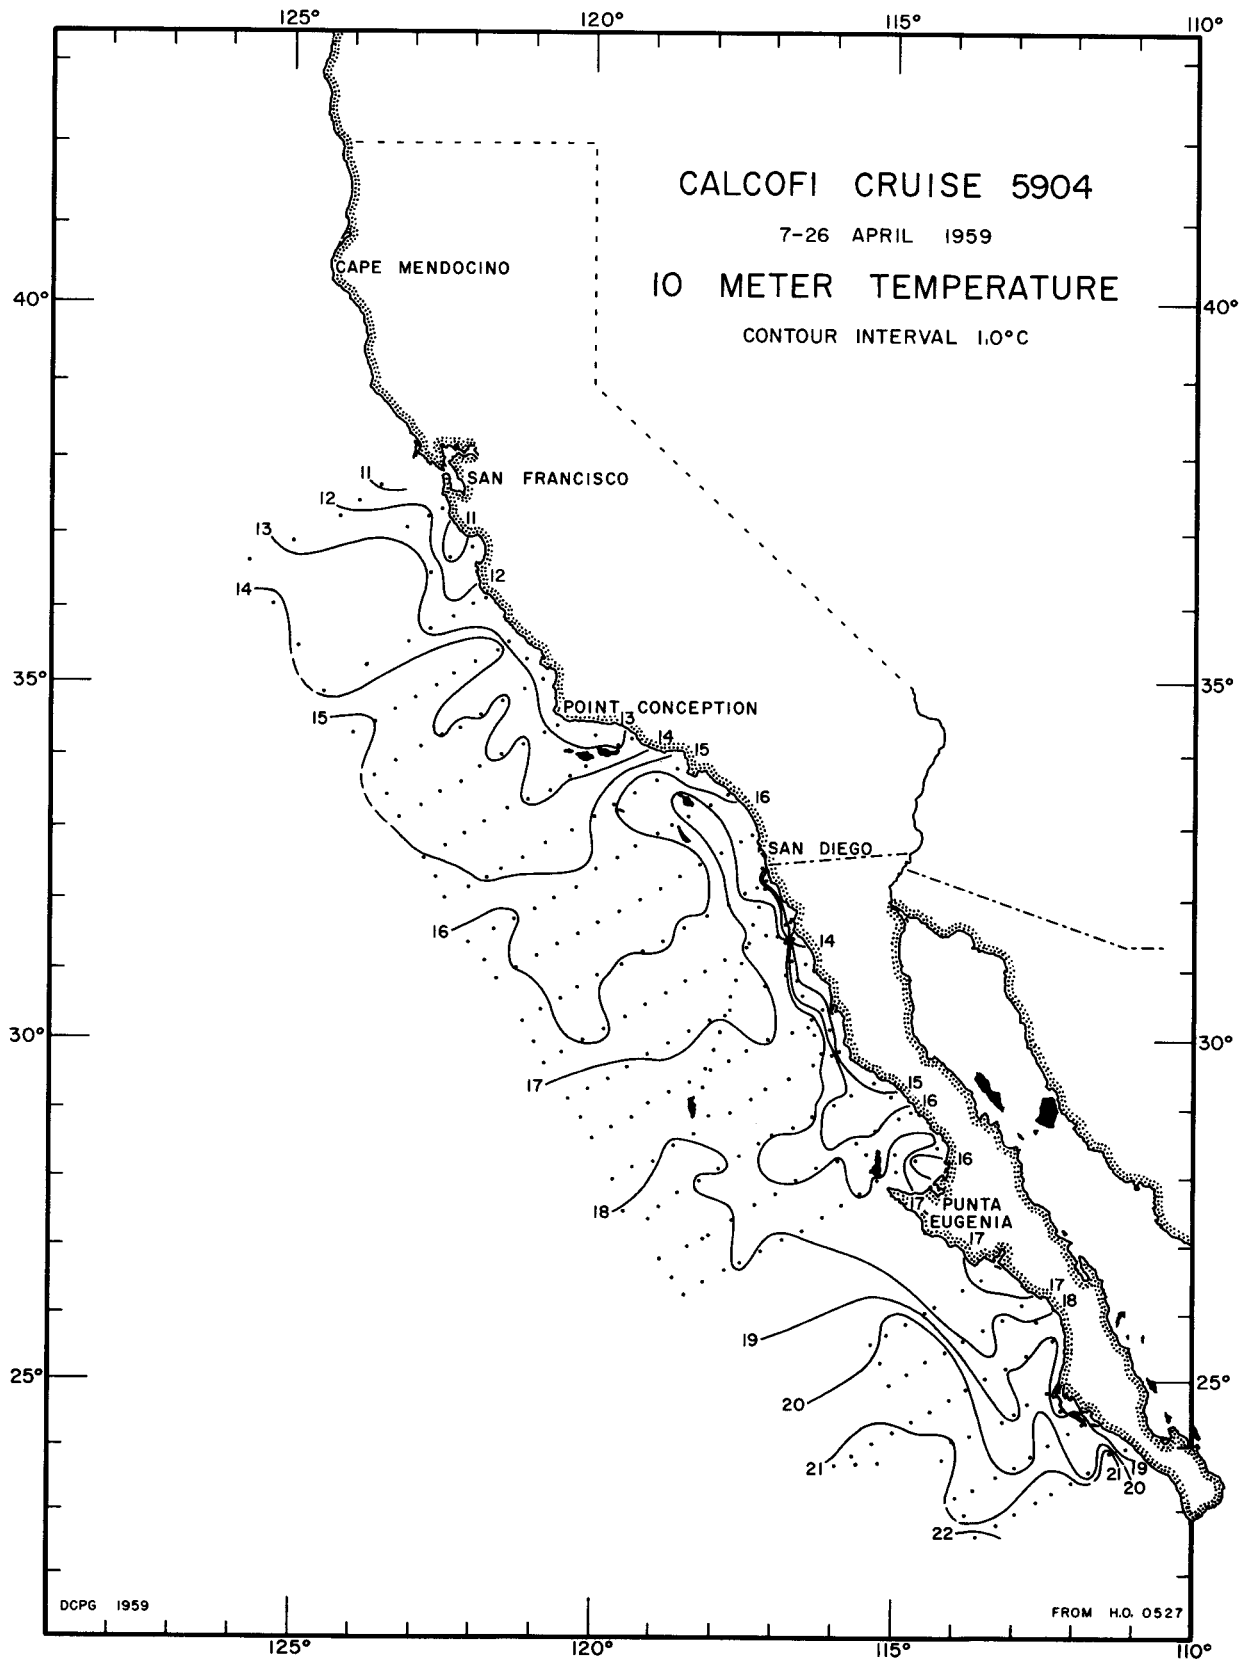 125° 120° 115° 110°
CALCOFI CRUISE 5904
7-26 APRIL 1959
10 METER TEMPERATURE
CONTOUR INTERVAL 1.0°C
CAPE MENDOCINO
40° 40°
11 SAN FRANCISCO
12
11
13
12
14
35° 35°
POINT CONCEPTION
15 13
14
15
16
SAN DIEGO
16
14
30° 30°
17
15
16
16
18
17 PUNTA
EUGENIA
17
17
18
19
25° 25°
20
21
19
21
20
22
DCPG 1959
FROM H.O. 0527
125° 120° 115° 110°